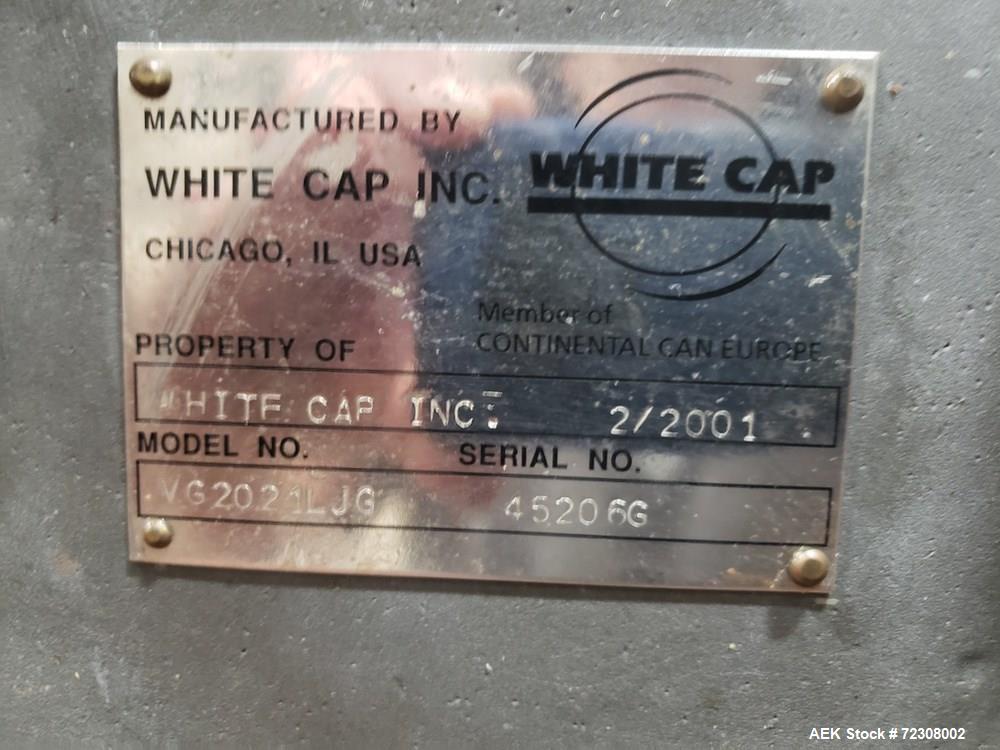 MANUFACTURED BY
WHITE CAP INC.
CHICAGO, IL USA
WHITE CAP
Member of
CONTINENTAL CAN EUROPE
PROPERTY OF
WHITE CAP INC. 2/2001
MODEL NO. SERIAL NO.
VG2021LJG 45206G
AEK Stock # 72308002